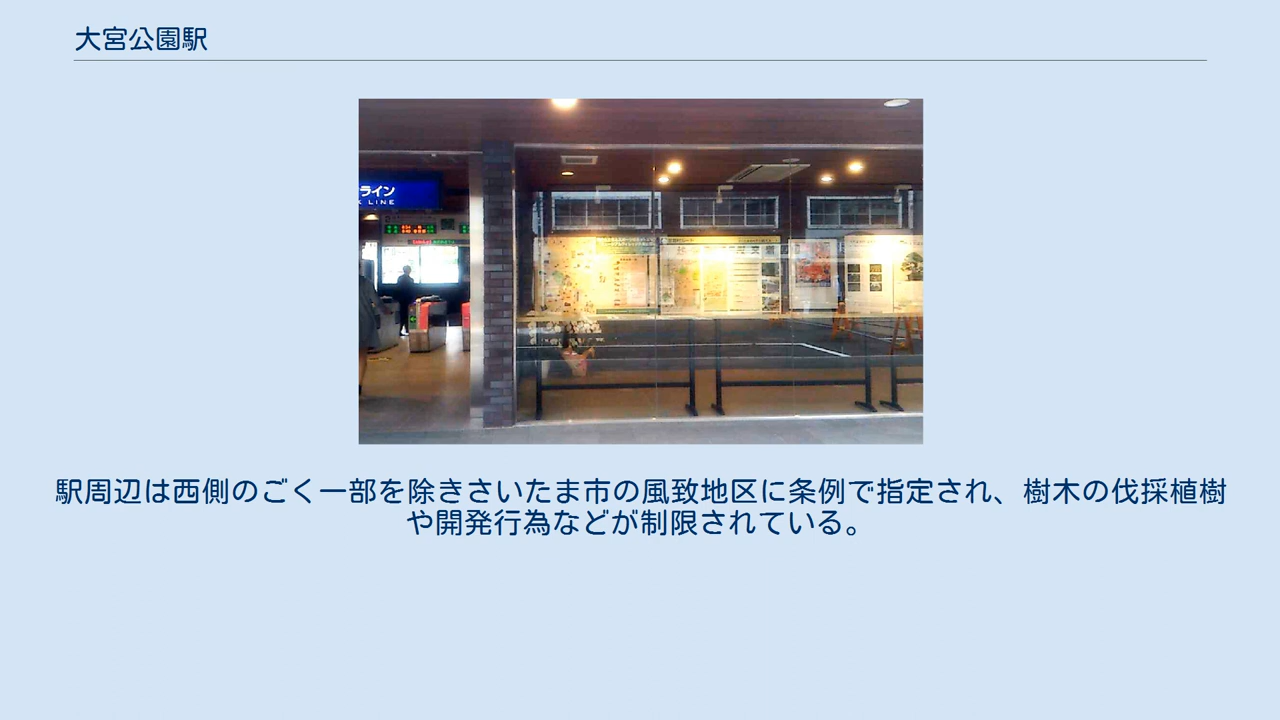 大宮公園駅
ライン
K LINE
駅周辺は西側のごく一部を除きさいたま市の風致地区に条例で指定され、樹木の伐採植樹
や開発行為などが制限されている。